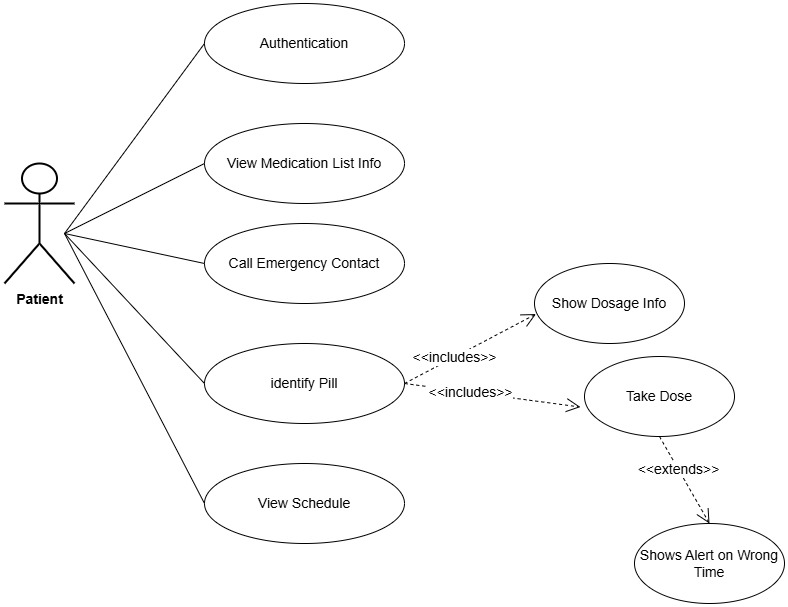 Authentication
View Medication List Info
Call Emergency Contact
Patient
Show Dosage Info
<<includes>>
identify Pill
<<includes>>
Take Dose
<<extends>>
View Schedule
Shows Alert on Wrong
Time